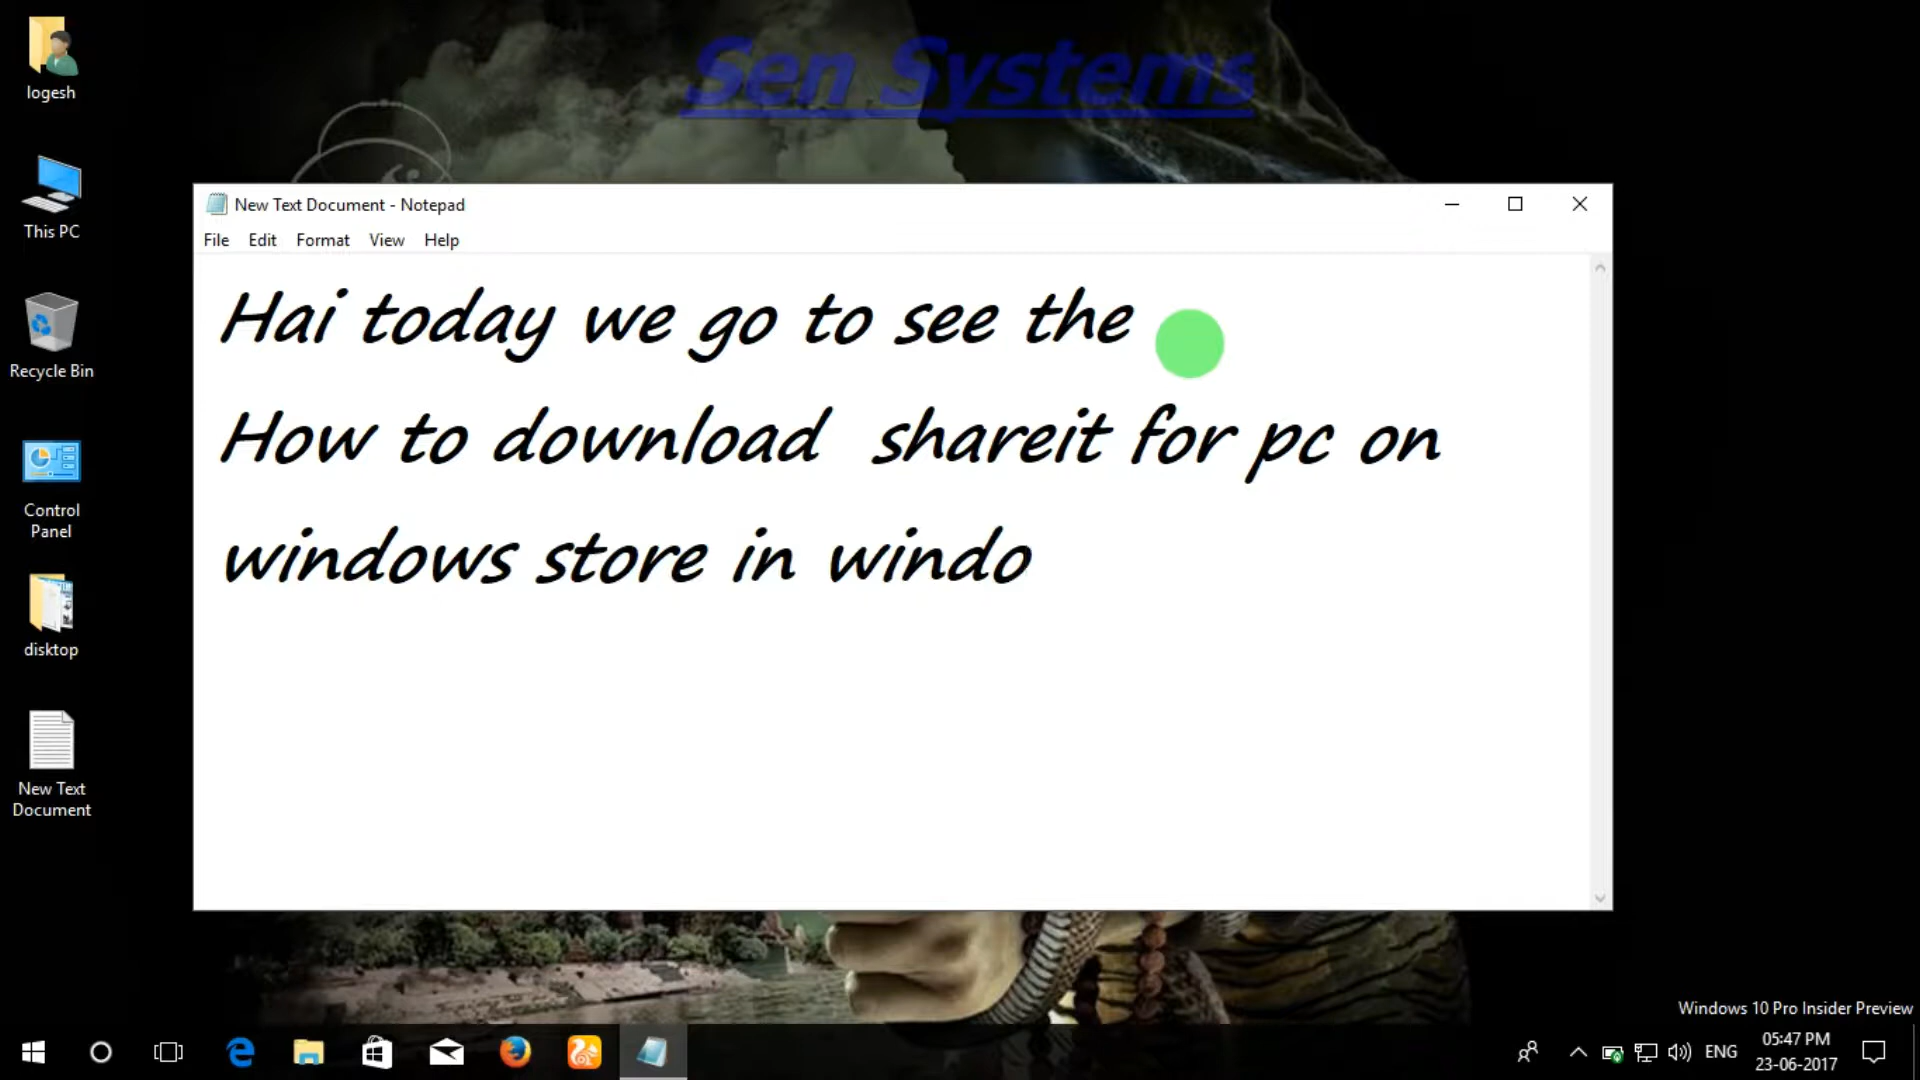 Sen Systems
logesh
This PC
Recycle Bin
Control
Panel
disktop
New Text
Document
New Text Document - Notepad
File Edit Format View Help
Hai today we go to see the
How to download  shareit for pc on
windows store in windo
Windows 10 Pro Insider Preview
ENG
05:47 PM
23-06-2017